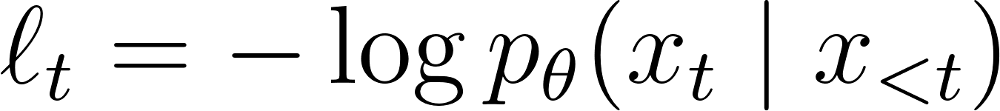 ℓ_t = − log p_θ(x_t | x_{<t})